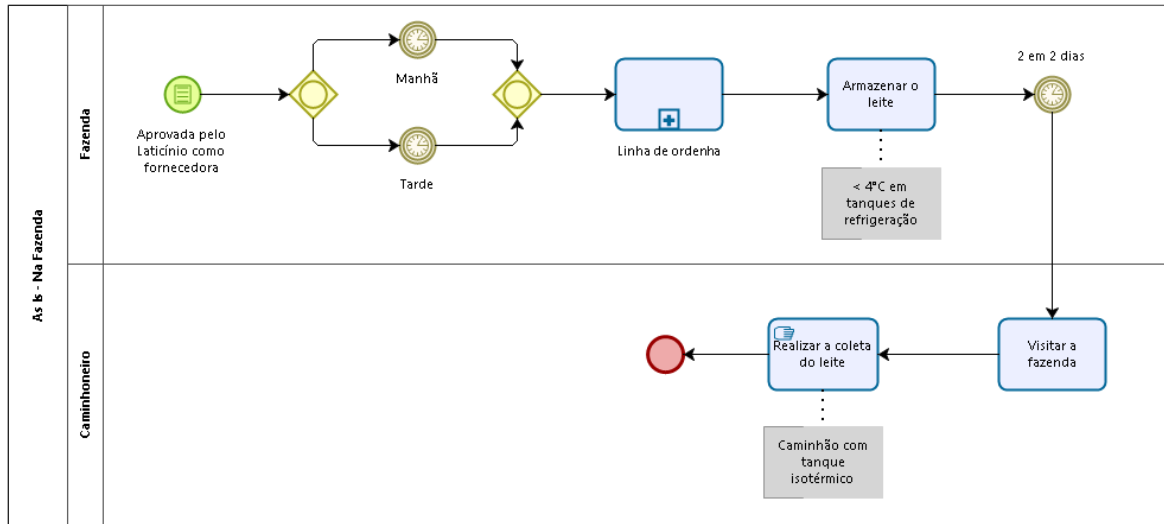 As Is - Na Fazenda
Fazenda
Aprovada pelo
Laticínio como
fornecedora
Manhã
Tarde
Linha de ordenha
Armazenar o
leite
< 4°C em
tanques de
refrigeração
2 em 2 dias
Caminhoneiro
Visitar a
fazenda
Realizar a coleta
do leite
Caminhão com
tanque
isotérmico